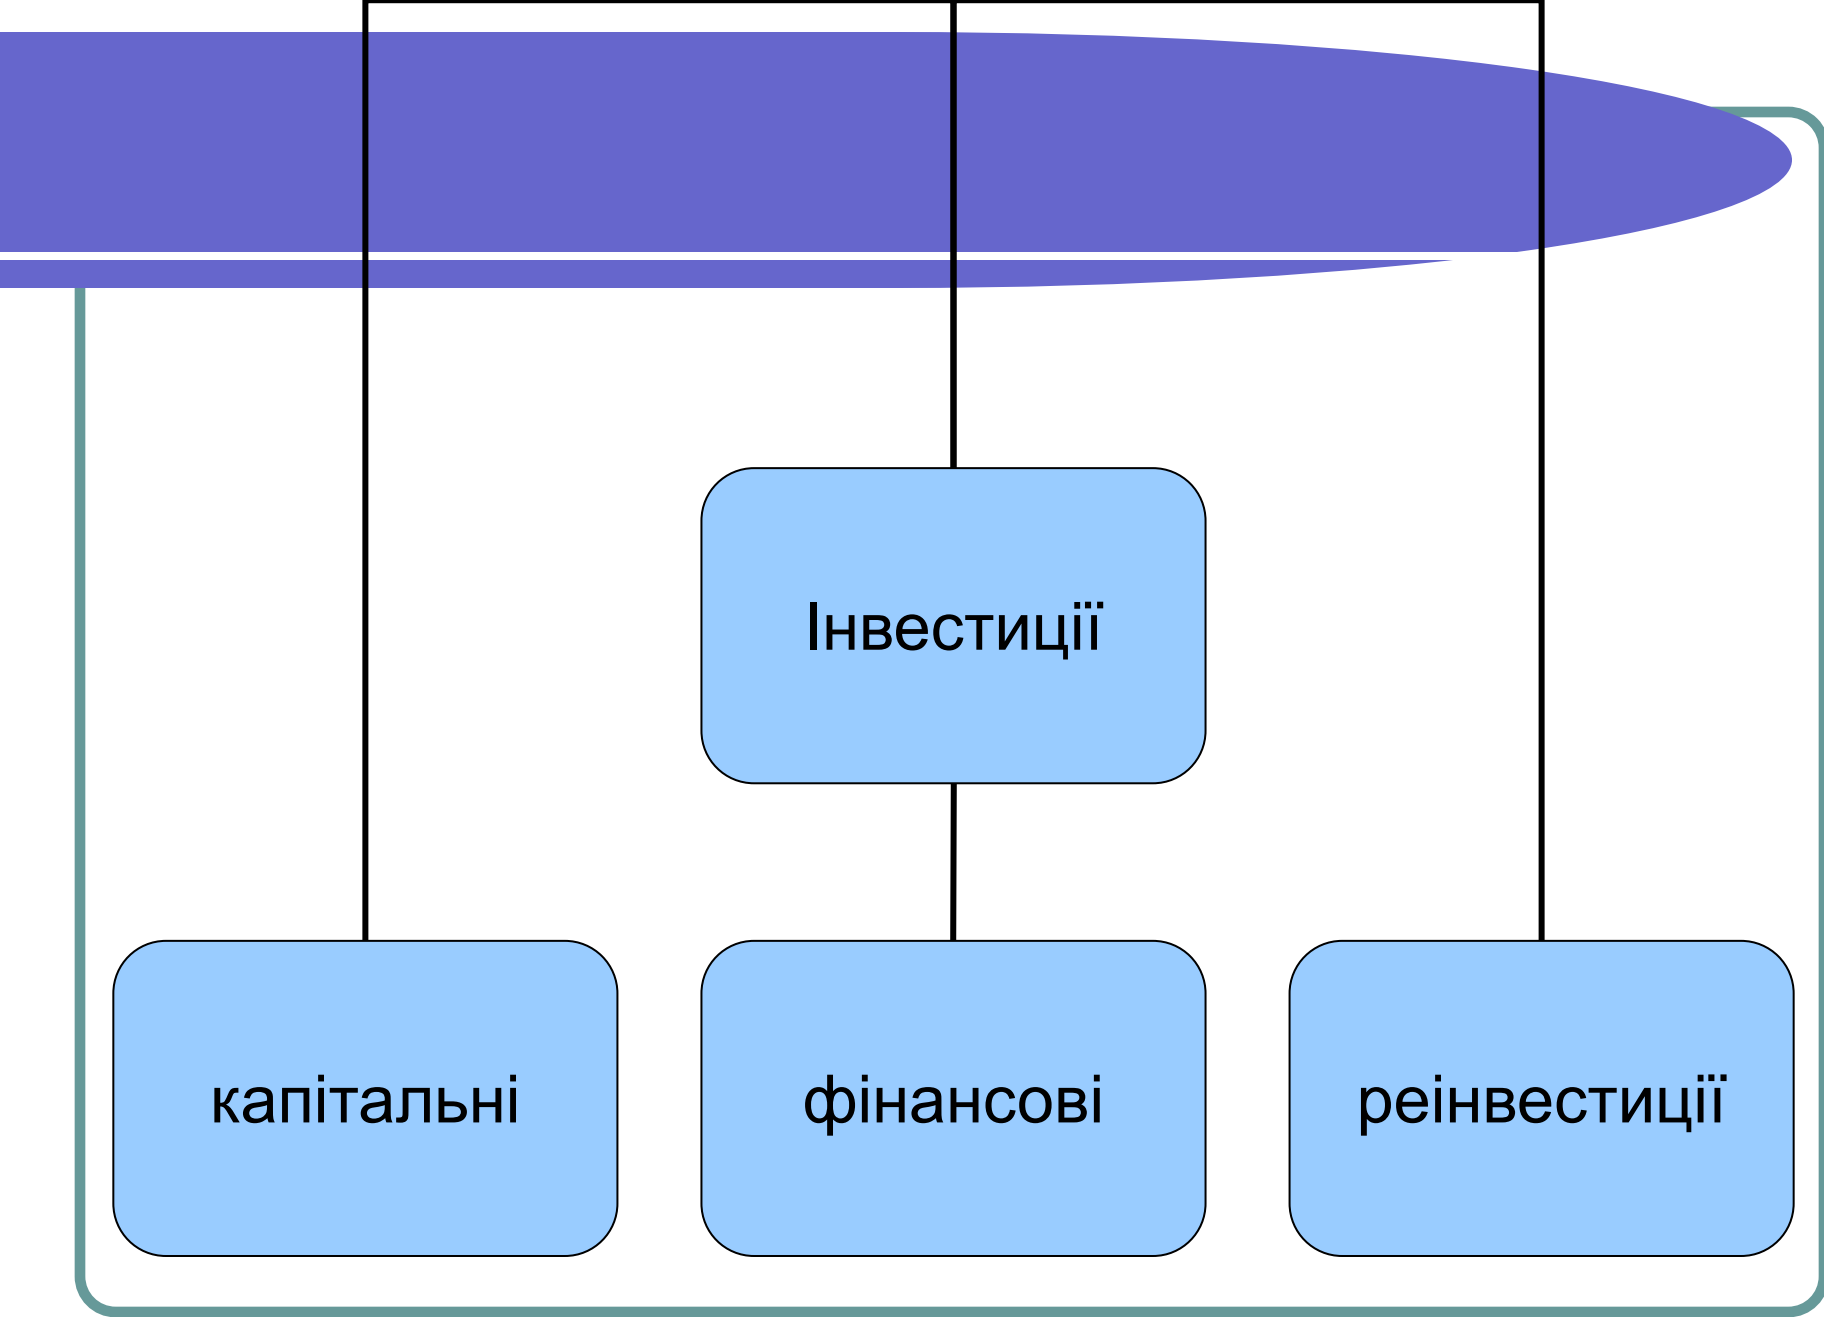 Інвестиції
капітальні
фінансові
реінвестиції